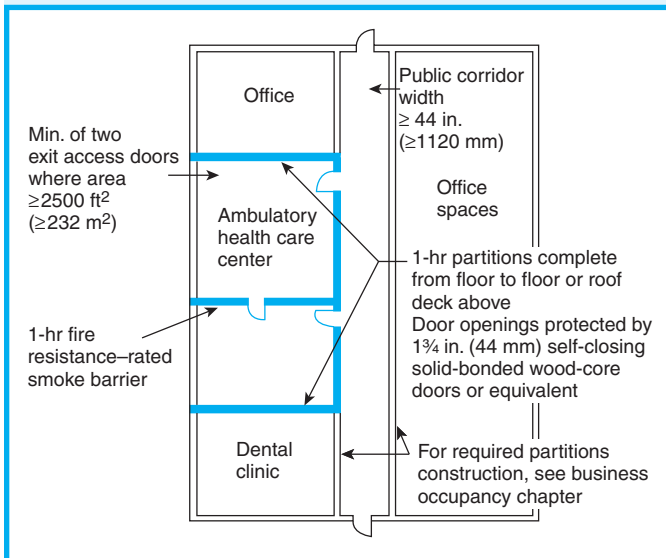 Office
Public corridor
width
≥ 44 in.
(≥1120 mm)
Min. of two
exit access doors
where area
≥2500 ft²
(≥232 m²)
Office
spaces
Ambulatory
health care
center
1-hr partitions complete
from floor to floor or roof
deck above
Door openings protected by
1¾ in. (44 mm) self-closing
solid-bonded wood-core
doors or equivalent
1-hr fire
resistance–rated
smoke barrier
Dental
clinic
For required partitions
construction, see business
occupancy chapter